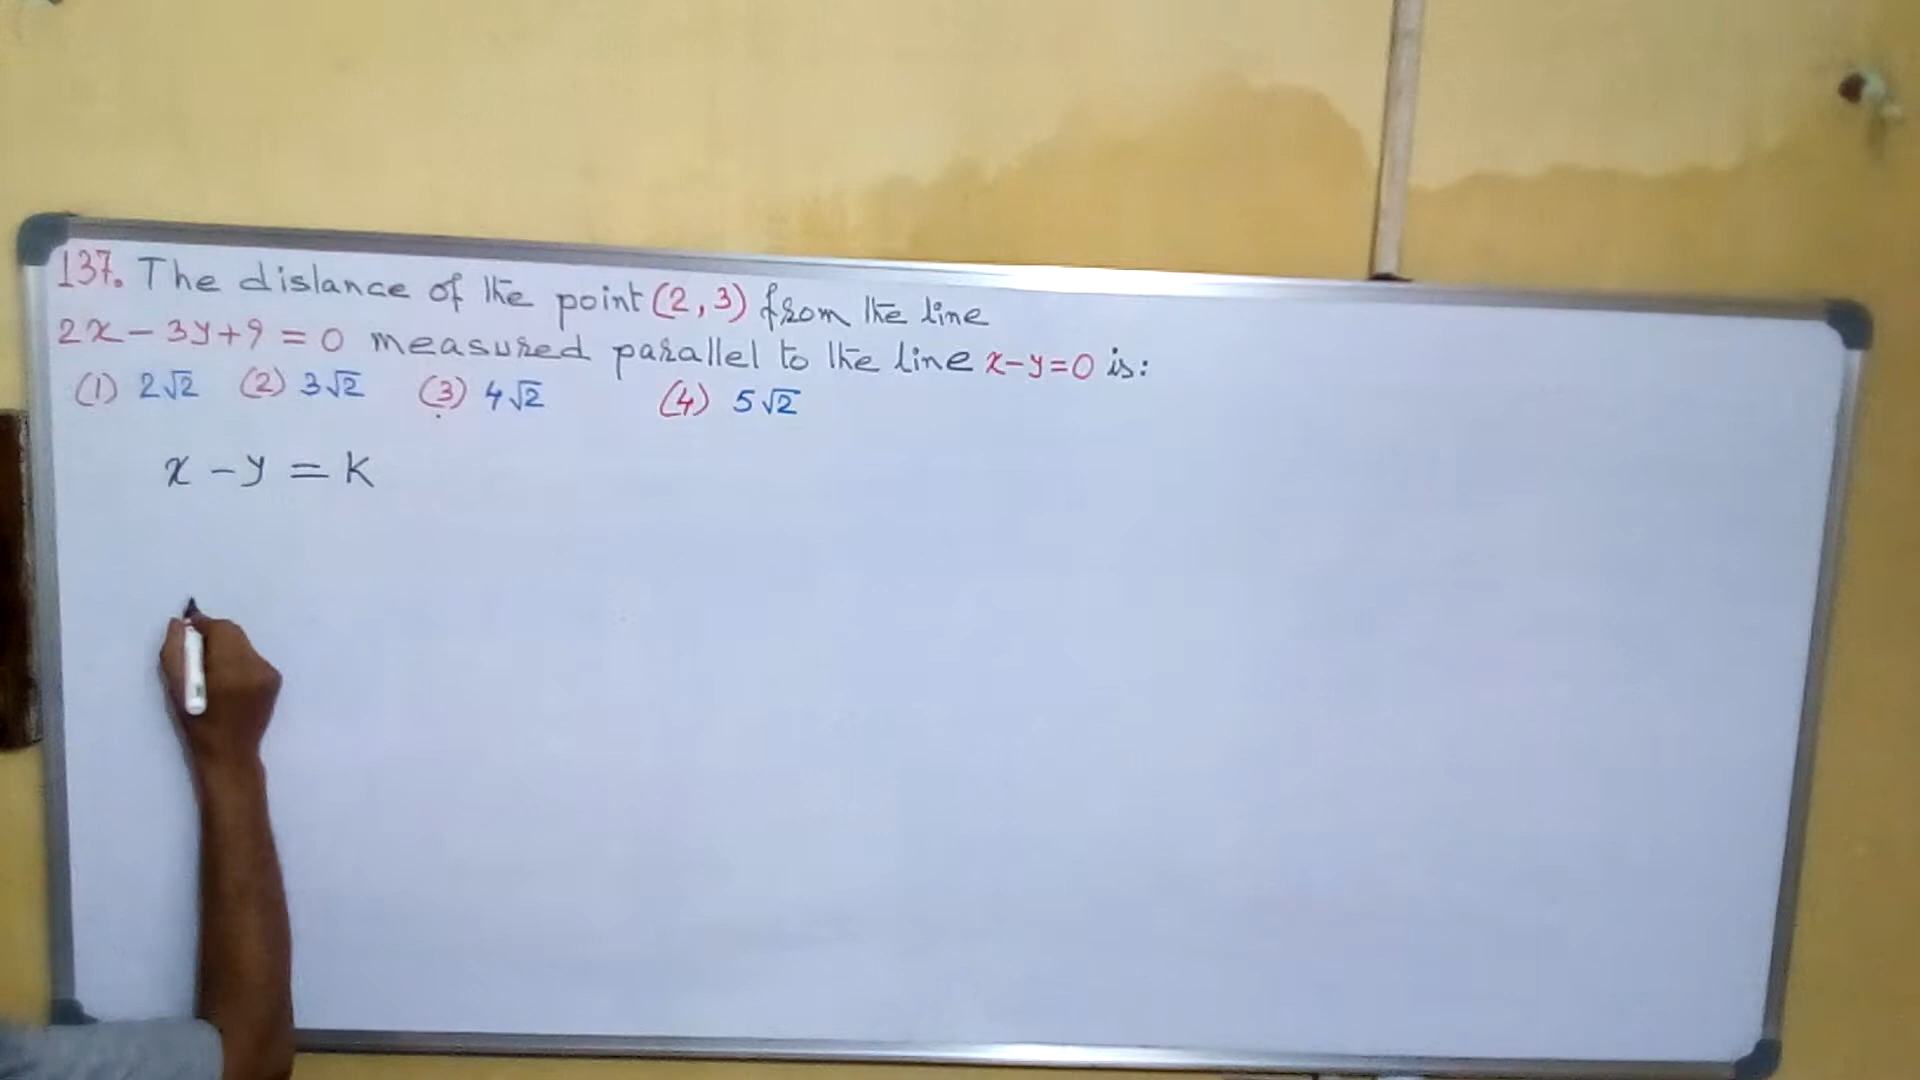 137. The distance of the point (2,3) from the line
2x-3y+9=0 measured parallel to the line x-y=0 is:
(1) 2√2 (2) 3√2 (3) 4√2 (4) 5√2
x-y=K